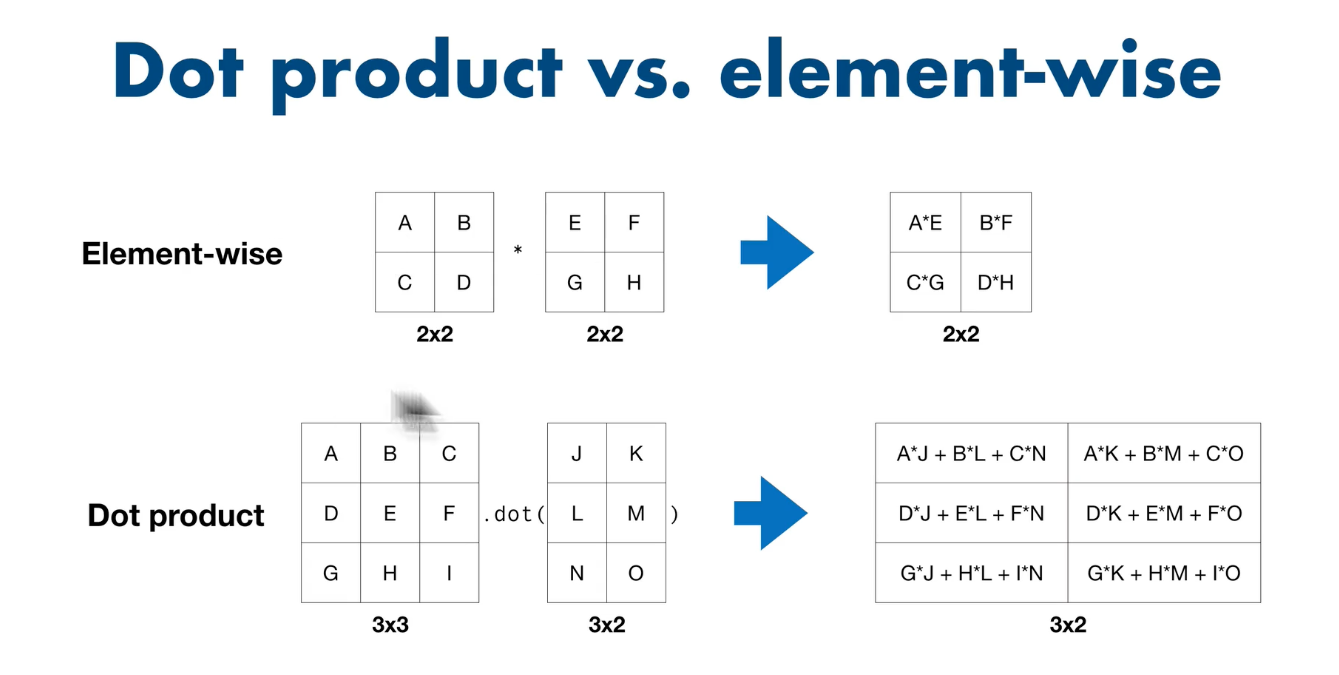 Dot product vs. element-wise
Element-wise
A B
C D
2x2
*
E F
G H
2x2
A*E B*F
C*G D*H
2x2
Dot product
A B C
D E F
G H I
3x3
.dot(
J K
L M
N O
)
3x2
A*J + B*L + C*N A*K + B*M + C*O
D*J + E*L + F*N D*K + E*M + F*O
G*J + H*L + I*N G*K + H*M + I*O
3x2